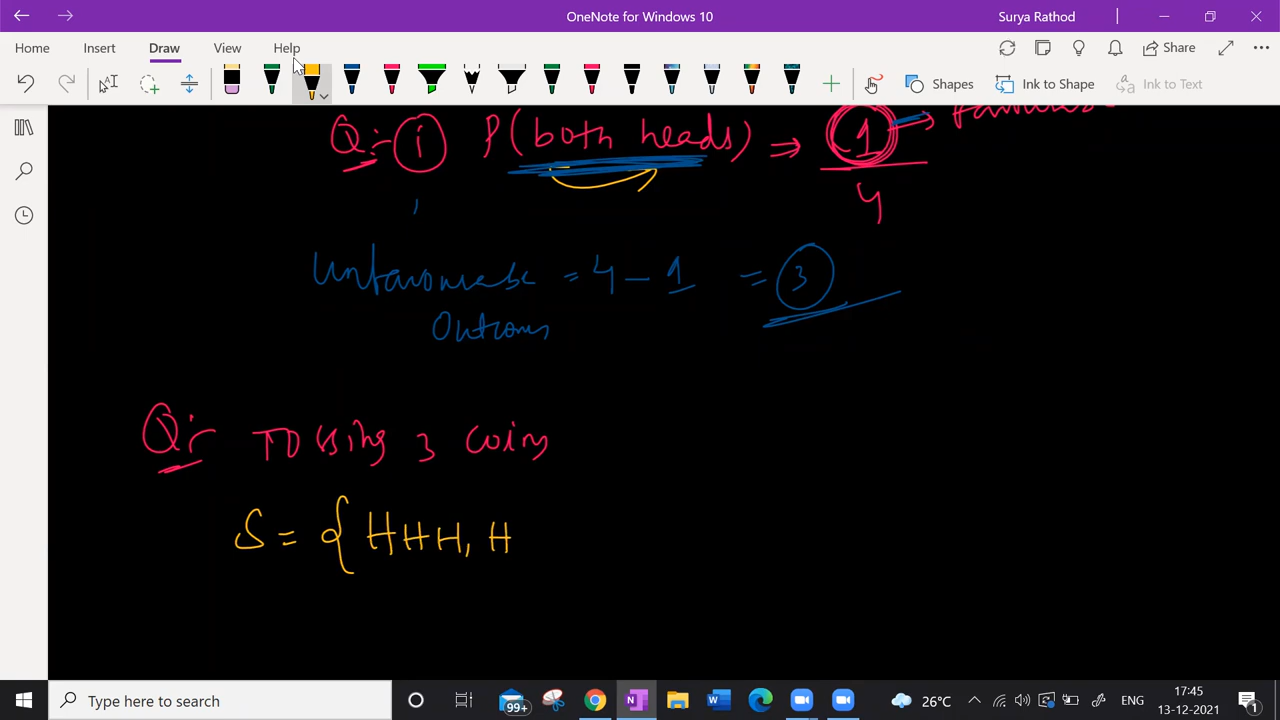 OneNote for Windows 10
Surya Rathod
Home Insert Draw View Help
Share
Shapes
Ink to Shape
Ink to Text
Q:- i P(both heads) ⇒ 1 →
4
= 4 - 1 = 3
Outcomes
Q:- Tossing 3 coins
S = { HHH, H
Type here to search
99+
26°C
ENG
17:45
13-12-2021
1